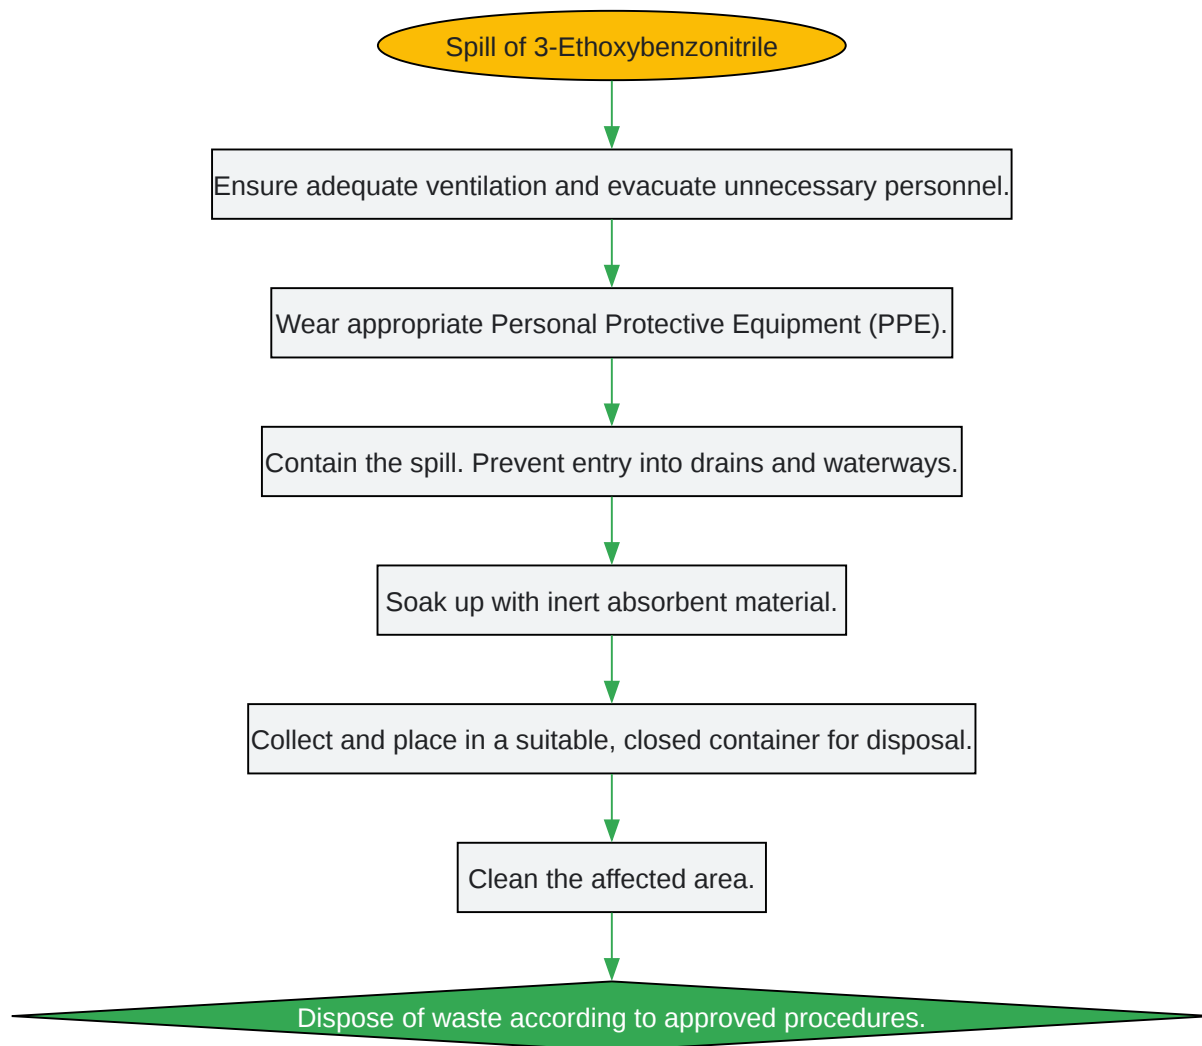 Spill of 3-Ethoxybenzonitrile
Ensure adequate ventilation and evacuate unnecessary personnel.
Wear appropriate Personal Protective Equipment (PPE).
Contain the spill. Prevent entry into drains and waterways.
Soak up with inert absorbent material.
Collect and place in a suitable, closed container for disposal.
Clean the affected area.
Dispose of waste according to approved procedures.